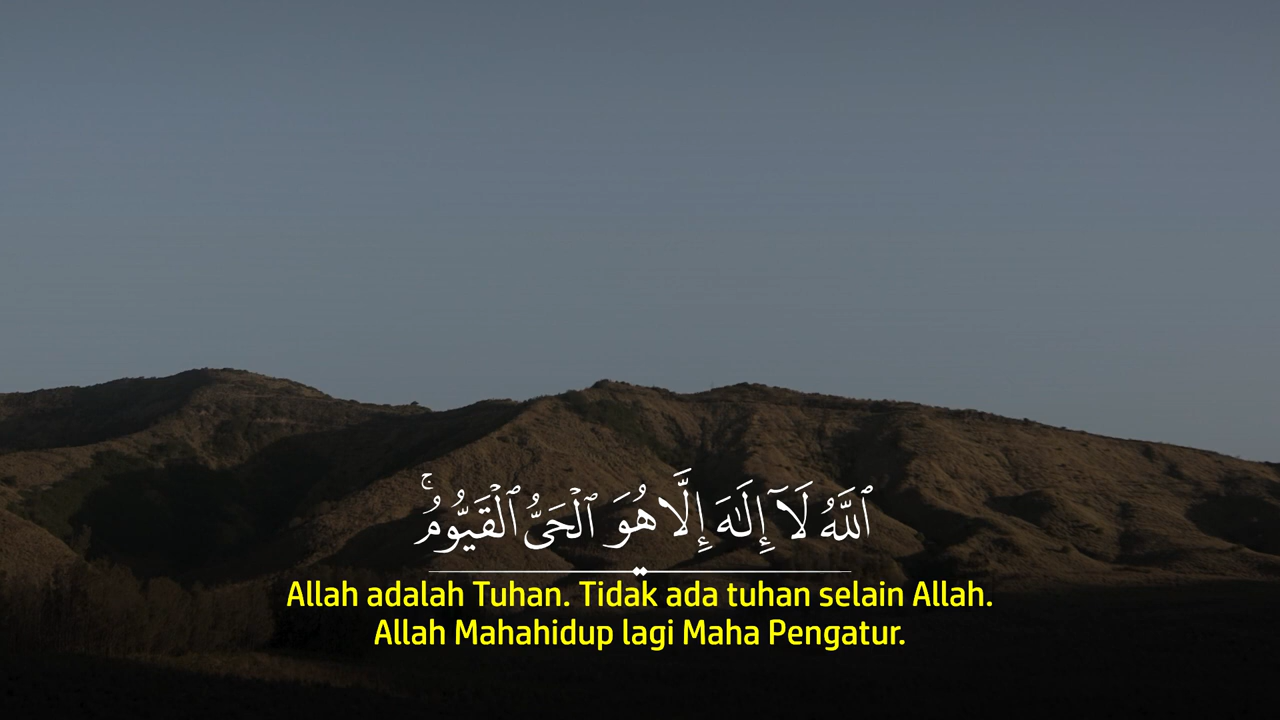 ٱللَّهُ لَآ إِلَٰهَ إِلَّا هُوَ ٱلْحَىُّ ٱلْقَيُّومُ ۚ
Allah adalah Tuhan. Tidak ada tuhan selain Allah.
Allah Mahahidup lagi Maha Pengatur.